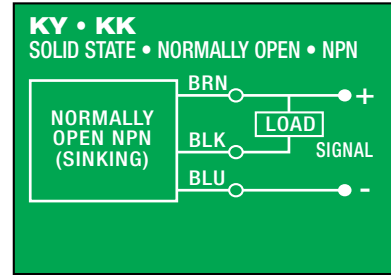 KY • KK
SOLID STATE • NORMALLY OPEN • NPN
BRN
+
NORMALLY
OPEN NPN
(SINKING)
LOAD
BLK
SIGNAL
BLU
-